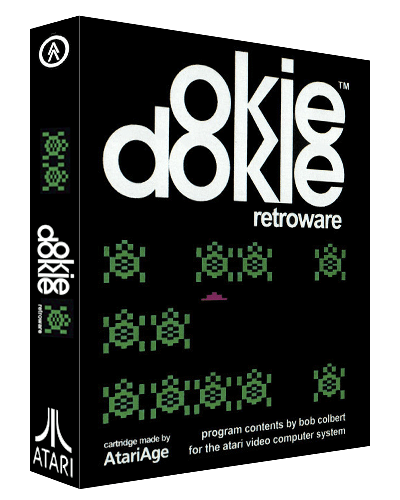 okie™
dokie
retroware
program contents by bob colbert
for the atari video computer system
cartridge made by
AtariAge
okie
dokie
retroware
ATARI